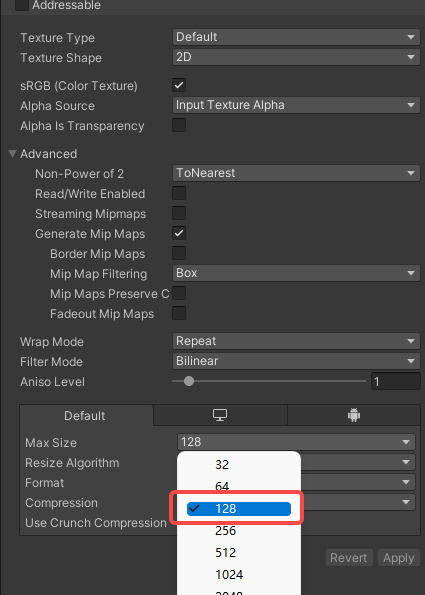 Addressable
Texture Type Default
Texture Shape 2D
sRGB (Color Texture)
Alpha Source Input Texture Alpha
Alpha Is Transparency
Advanced
Non-Power of 2 ToNearest
Read/Write Enabled
Streaming Mipmaps
Generate Mip Maps
Border Mip Maps
Mip Map Filtering Box
Mip Maps Preserve C
Fadeout Mip Maps
Wrap Mode Repeat
Filter Mode Bilinear
Aniso Level 1
Default
Max Size 128
Resize Algorithm
Format
Compression
Use Crunch Compression
32
64
128
256
512
1024
2048
Revert Apply